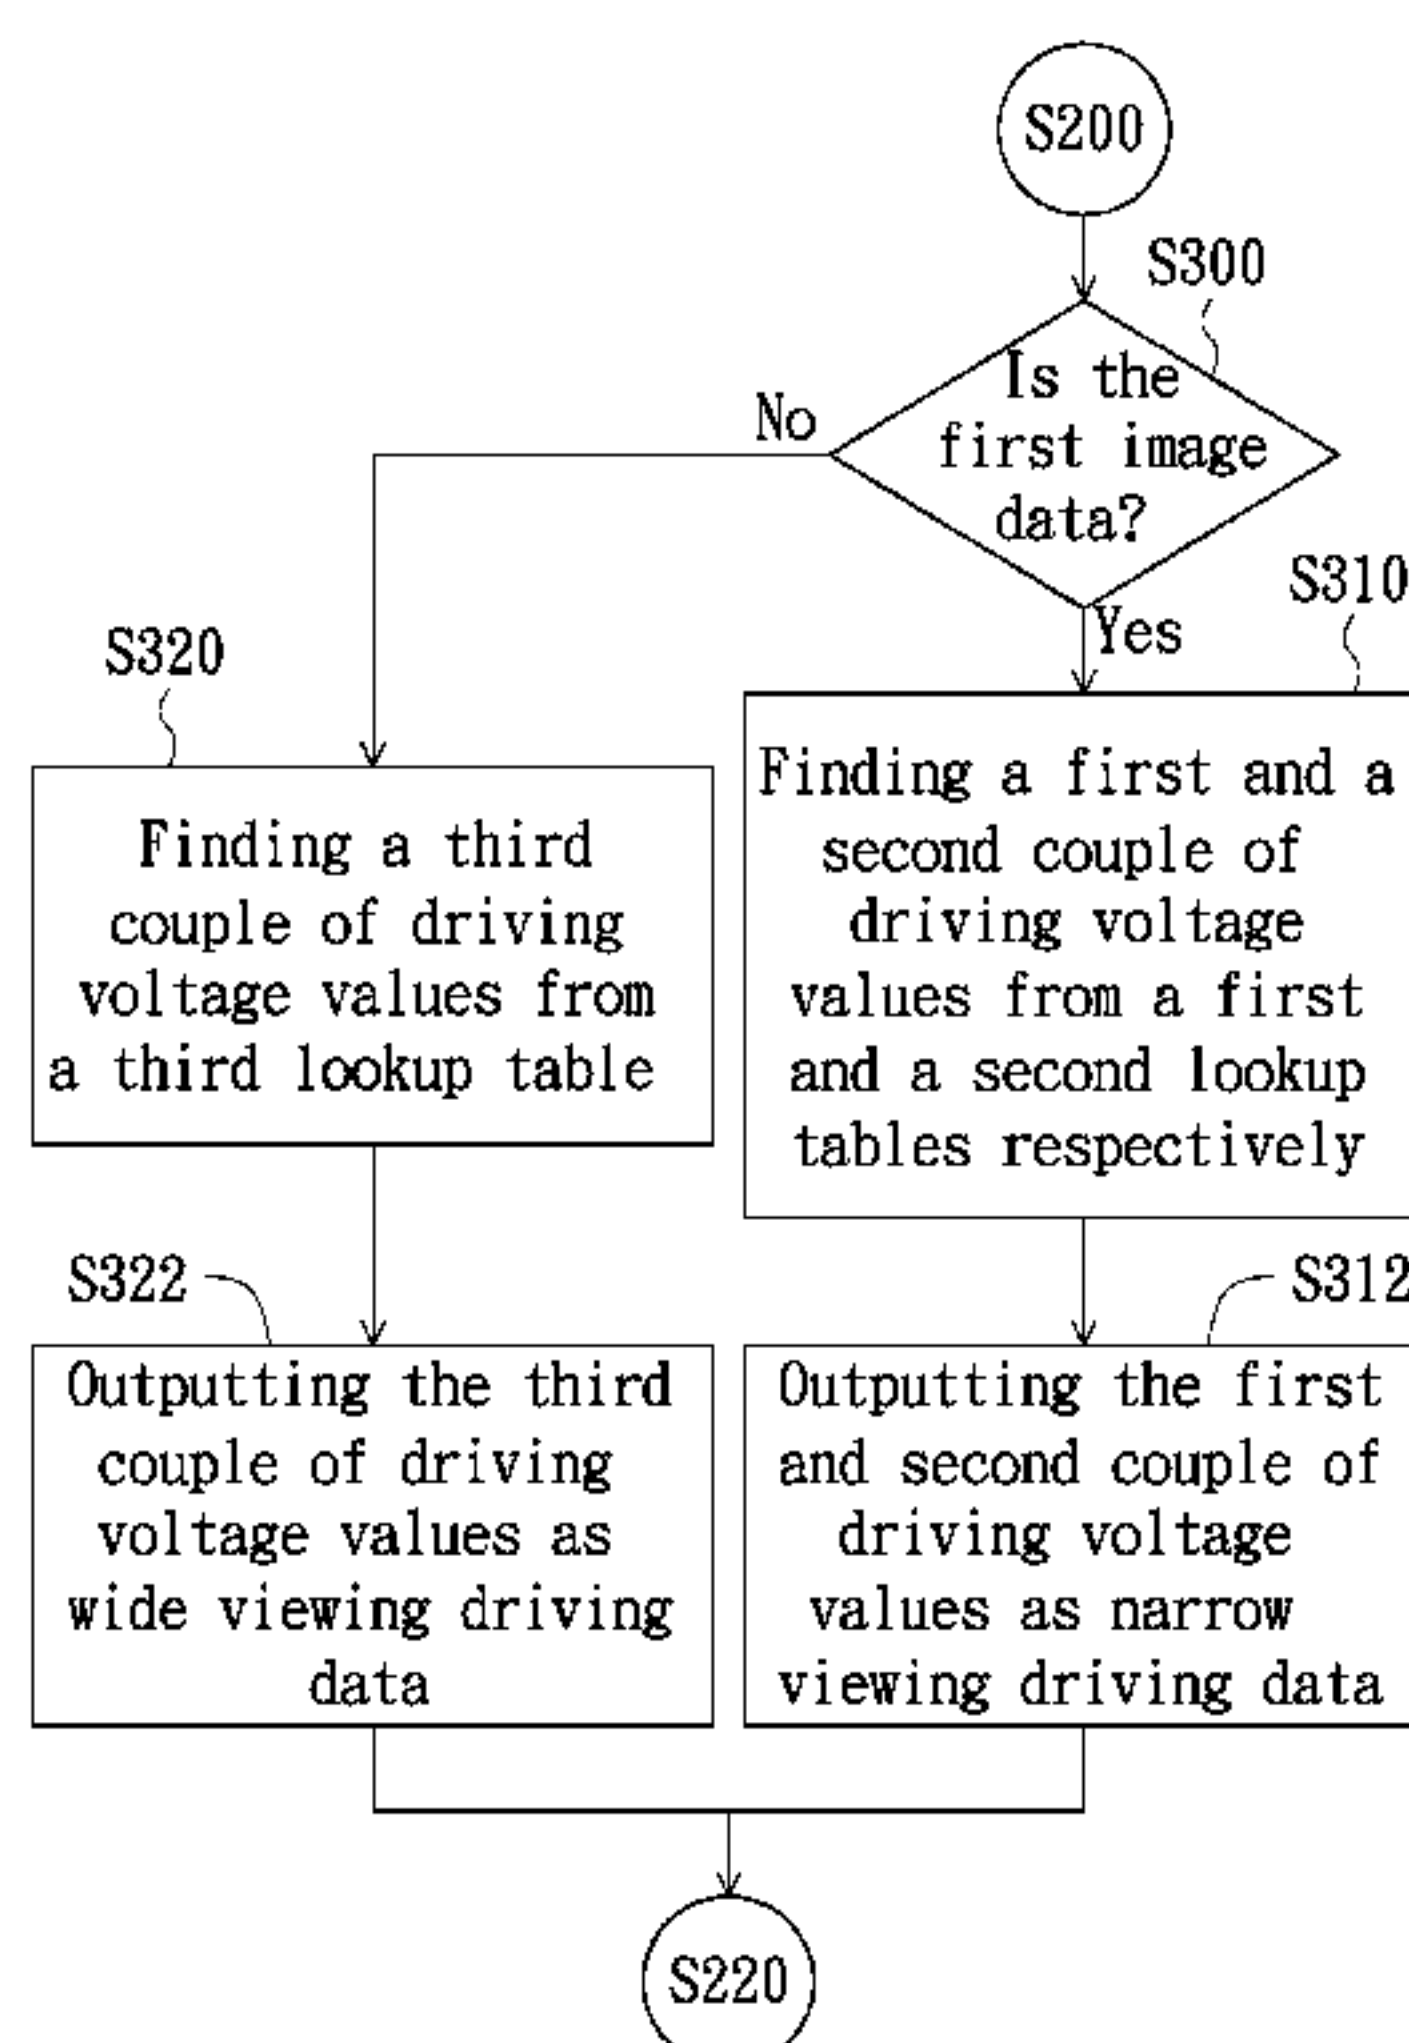 S200
S300
Is the
first image
data?
No
Yes
S310
Finding a first and a
second couple of
driving voltage
values from a first
and a second lookup
tables respectively
S320
Finding a third
couple of driving
voltage values from
a third lookup table
S322
Outputting the third
couple of driving
voltage values as
wide viewing driving
data
S312
Outputting the first
and second couple of
driving voltage
values as narrow
viewing driving data
S220